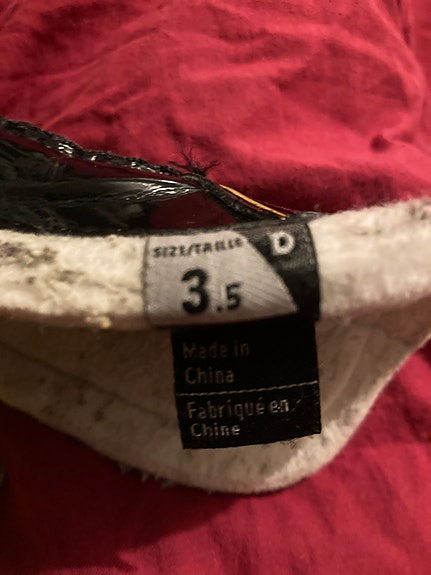 SIZE/TAILLE D
3.5
Made in
China
Fabriqué en
Chine